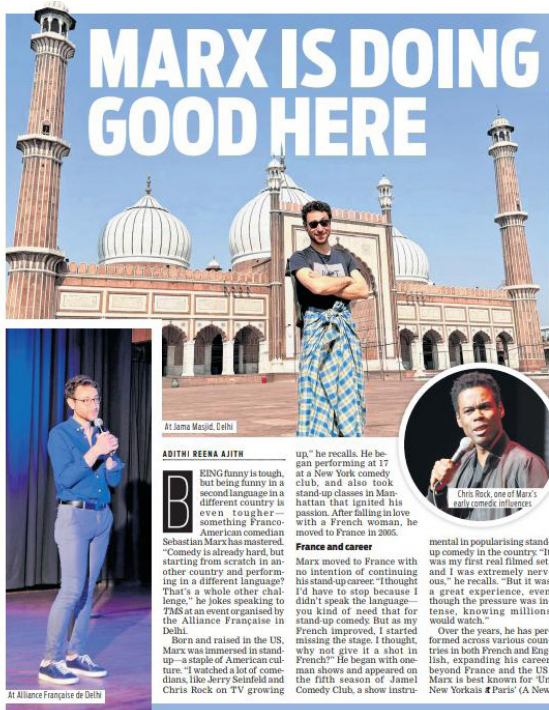 MARX IS DOING
GOOD HERE
At Jama Masjid, Delhi
Chris Rock, one of Marx's
early comedic influences
At Alliance Française de Delhi
ADITHI REENA AJITH
BEING funny is tough,
but being funny in a
second language in a
different country is
even tougher—
something Franco-
American comedian
Sebastian Marx has mastered.
“Comedy is already hard, but
starting from scratch in an-
other country and perform-
ing in a different language?
That's a whole other chal-
lenge,” he jokes speaking to
TMS at an event organised by
the Alliance Française in
Delhi.
Born and raised in the US,
Marx was immersed in stand-
up—a staple of American cul-
ture. “I watched a lot of come-
dians, like Jerry Seinfeld and
Chris Rock on TV growing
up,” he recalls. He be-
gan performing at 17
at a New York comedy
club, and also took
stand-up classes in Man-
hattan that ignited his
passion. After falling in love
with a French woman, he
moved to France in 2005.
France and career
Marx moved to France with
no intention of continuing
his stand-up career. “I thought
I'd have to stop because I
didn't speak the language—
you kind of need that for
stand-up comedy. But as my
French improved, I started
missing the stage. I thought,
why not give it a shot in
French?” He began with one-
man shows and appeared on
the fifth season of Jamel
Comedy Club, a show instru-
mental in popularising stand-
up comedy in the country. “It
was my first real filmed set,
and I was extremely nerv-
ous,” he recalls. “But it was
a great experience, even
though the pressure was in-
tense, knowing millions
would watch.”
Over the years, he has per-
formed across various coun-
tries in both French and Eng-
lish, expanding his career
beyond France and the US.
Marx is best known for ‘Un
New Yorkais à Paris’ (A New